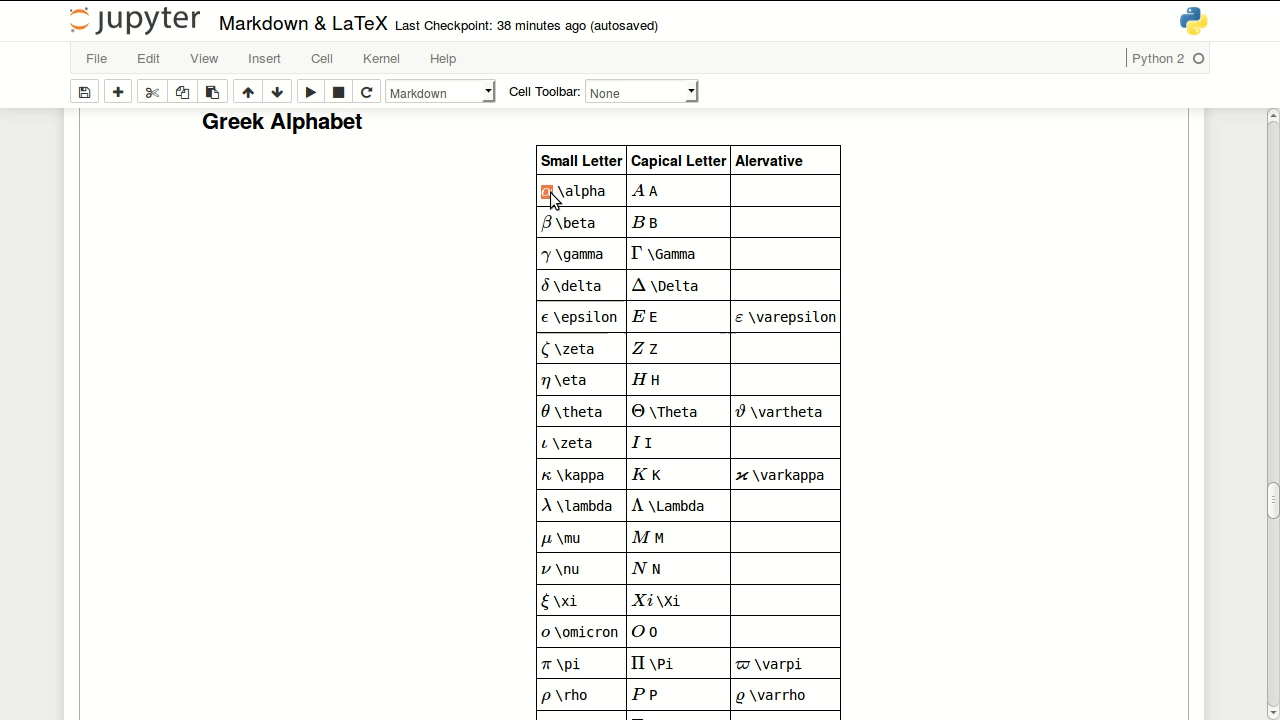 jupyter Markdown & LaTeX Last Checkpoint: 38 minutes ago (autosaved)
File Edit View Insert Cell Kernel Help Python 2
Markdown Cell Toolbar: None
Greek Alphabet
Small Letter Capical Letter Alervative
α \alpha A A
β \beta B B
γ \gamma Γ \Gamma
δ \delta Δ \Delta
ϵ \epsilon E E ε \varepsilon
ζ \zeta Z Z
η \eta H H
θ \theta Θ \Theta ϑ \vartheta
ι \zeta I I
κ \kappa K K ϰ \varkappa
λ \lambda Λ \Lambda
μ \mu M M
ν \nu N N
ξ \xi Xi \Xi
o \omicron O O
π \pi Π \Pi ϖ \varpi
ρ \rho P P ϱ \varrho